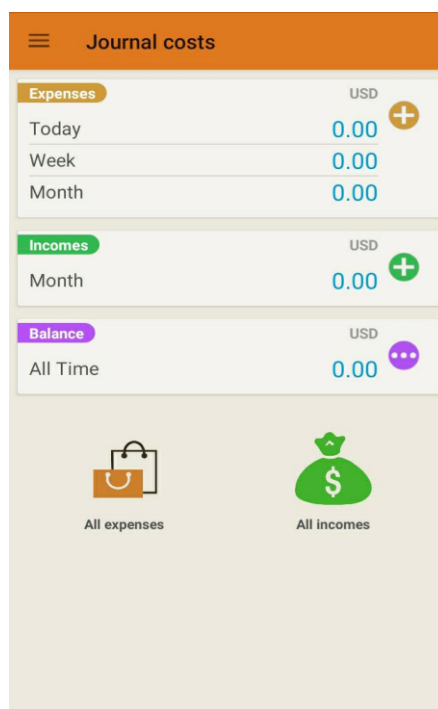 Journal costs
Expenses USD
Today 0.00
Week 0.00
Month 0.00
Incomes USD
Month 0.00
Balance USD
All Time 0.00
$
All expenses All incomes